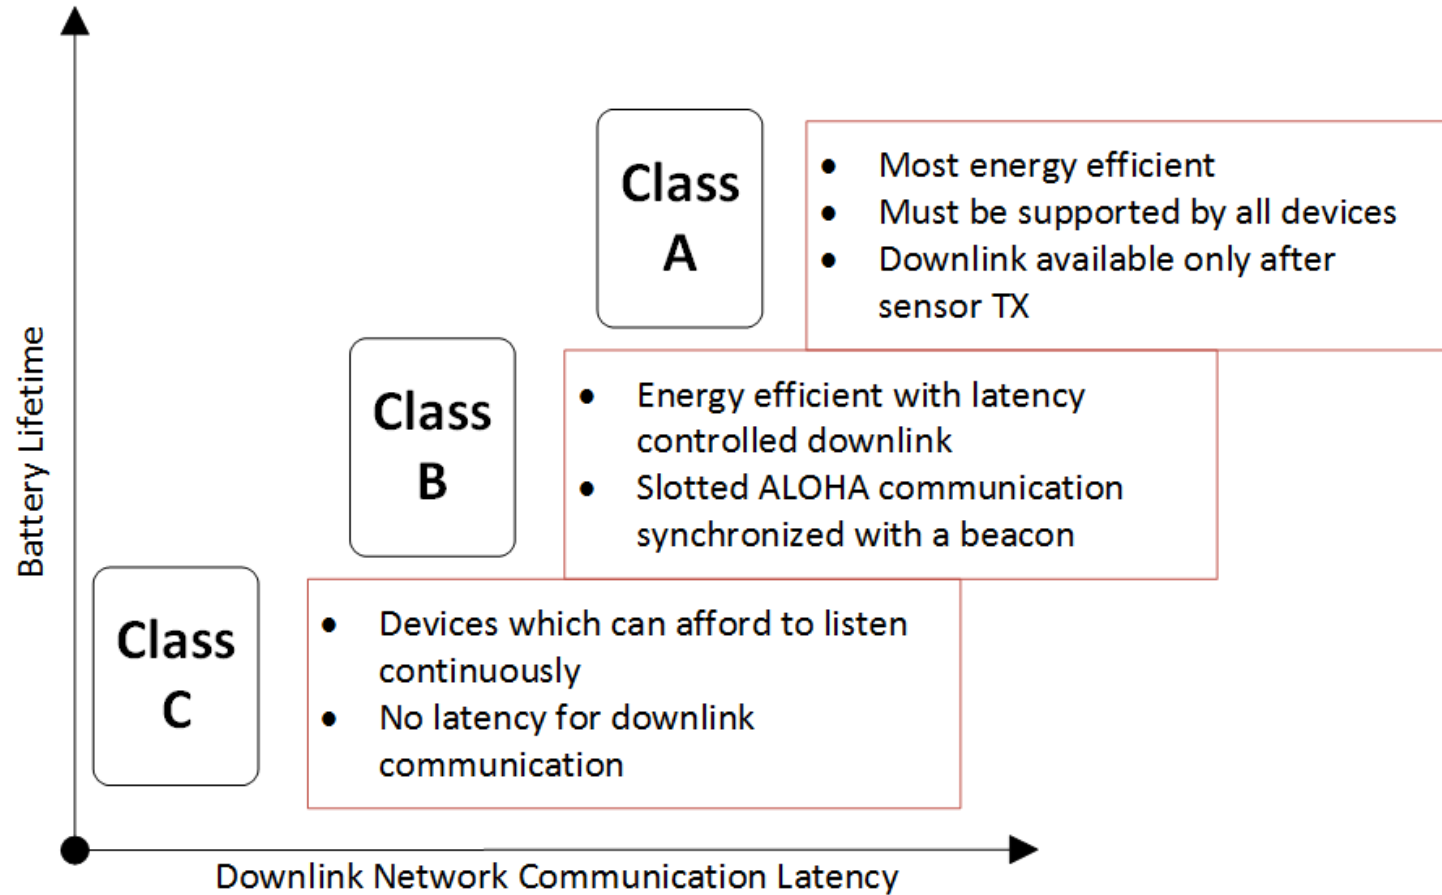 Class
A
• Most energy efficient
• Must be supported by all devices
• Downlink available only after
sensor TX
Class
B
• Energy efficient with latency
controlled downlink
• Slotted ALOHA communication
synchronized with a beacon
Class
C
• Devices which can afford to listen
continuously
• No latency for downlink
communication
Battery Lifetime
Downlink Network Communication Latency